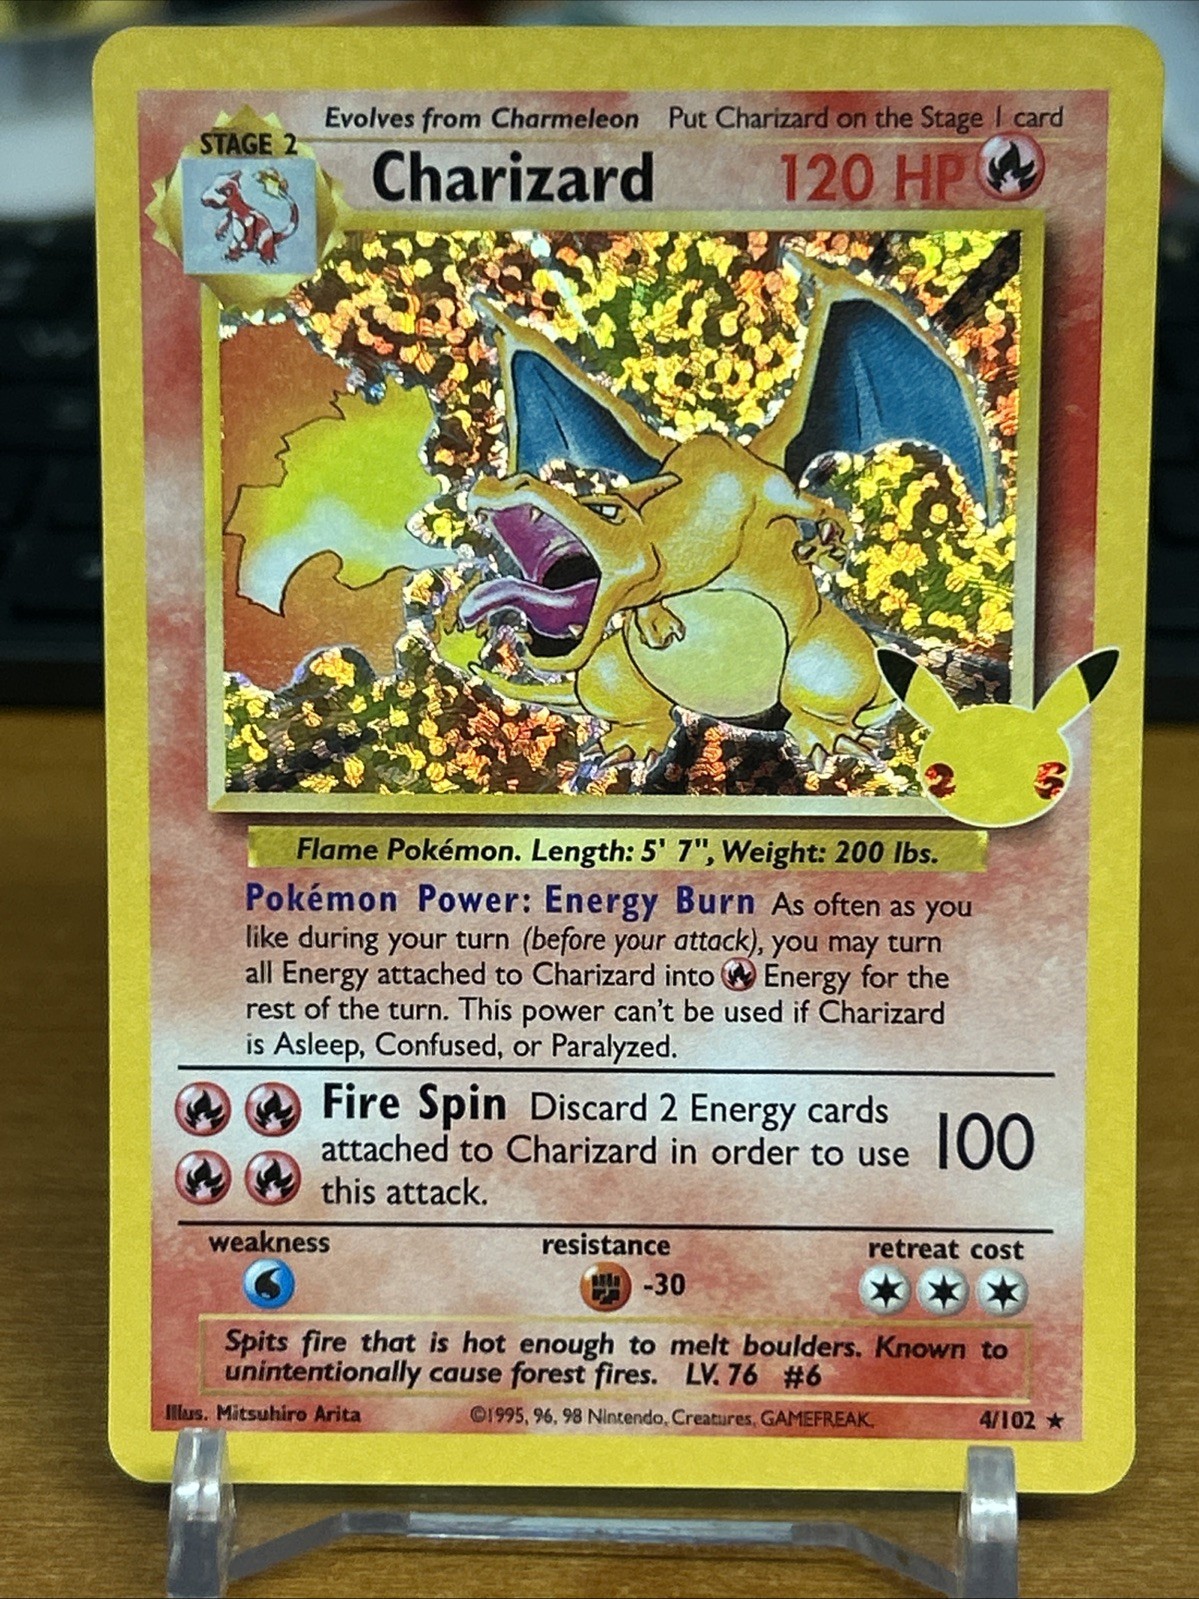 Evolves from Charmeleon Put Charizard on the Stage 1 card
STAGE 2
Charizard 120 HP
25
Flame Pokémon. Length: 5' 7", Weight: 200 lbs.
Pokémon Power: Energy Burn As often as you
like during your turn (before your attack), you may turn
all Energy attached to Charizard into Energy for the
rest of the turn. This power can't be used if Charizard
is Asleep, Confused, or Paralyzed.
Fire Spin Discard 2 Energy cards
attached to Charizard in order to use 100
this attack.
weakness resistance retreat cost
-30
Spits fire that is hot enough to melt boulders. Known to
unintentionally cause forest fires. LV. 76 #6
Illus. Mitsuhiro Arita ©1995, 96, 98 Nintendo, Creatures, GAMEFREAK. 4/102 ★